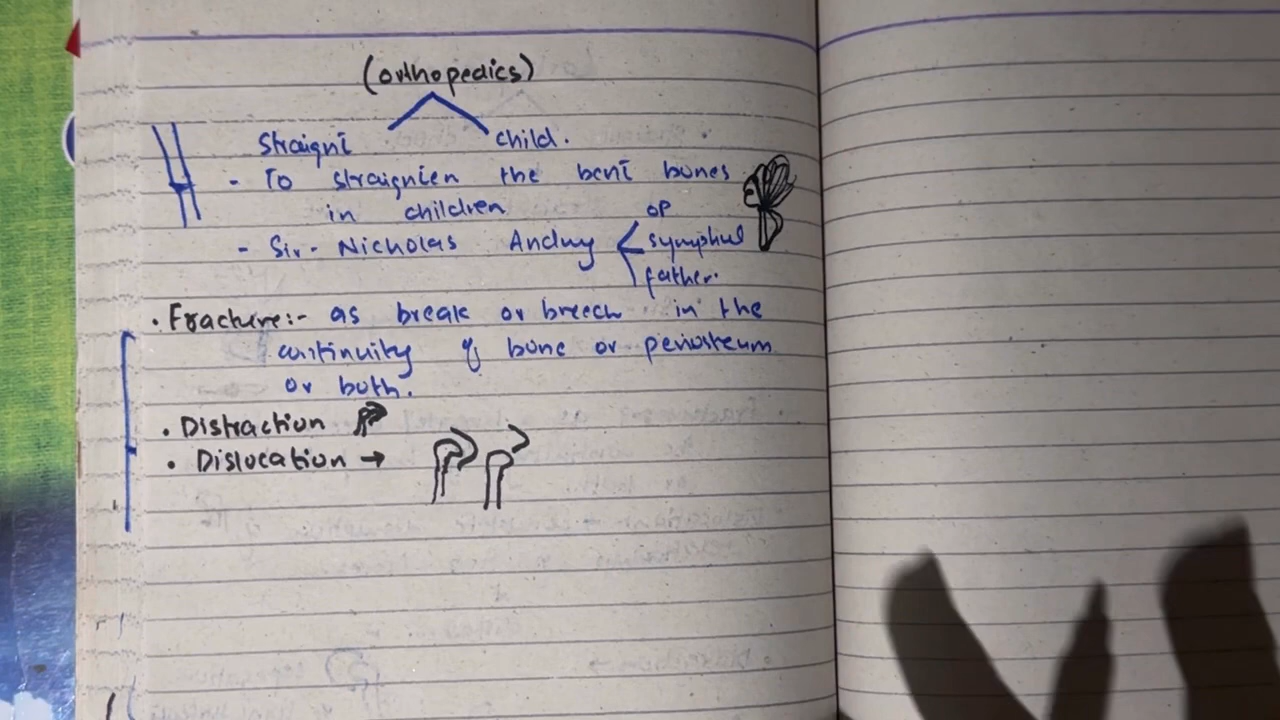 (orthopedics)
Straight child.
- To straighten the bent bones
in children
- Sir. Nicholas Andry
OP
symphul
father.
. Fracture:- as break or breech in the
continuity of bone or periosteum
or both.
. Distraction
• Dislocation →